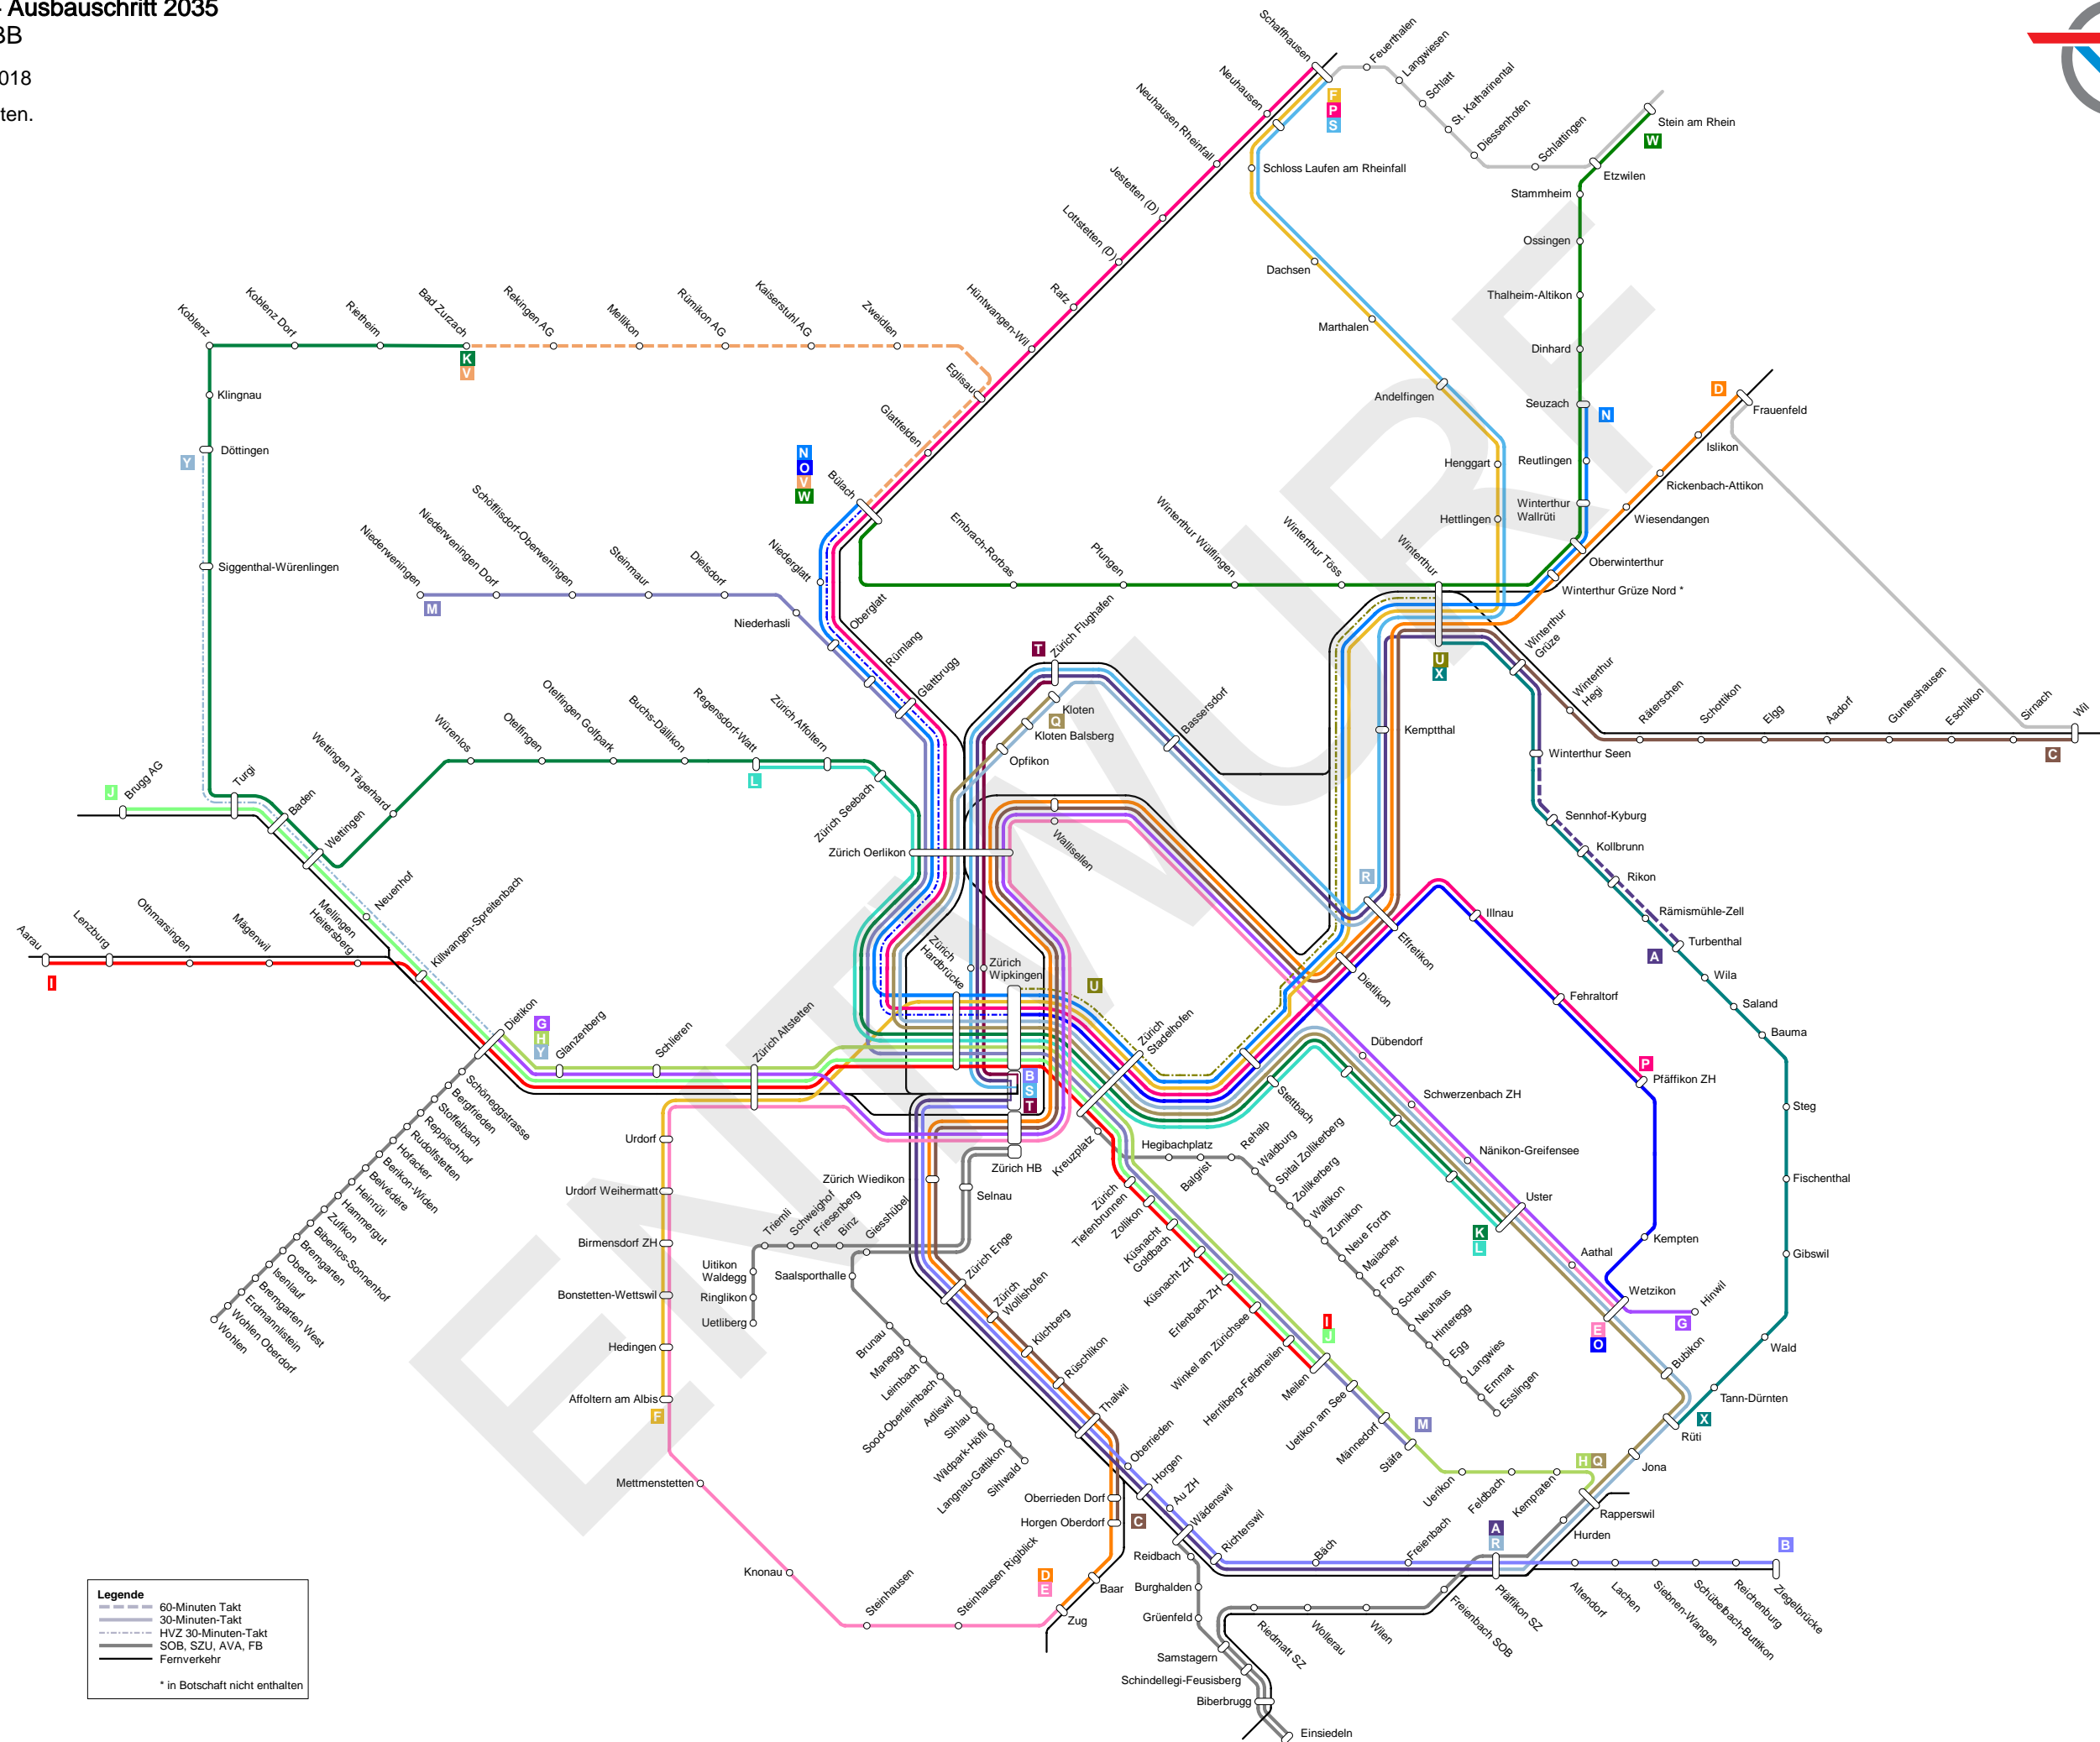 - Ausbauschritt 2035
BB
018
ten.
ENTWURF
Schaffhausen
Feuerthalen
Langwiesen
Schlatt
St. Katharinental
Diessenhofen
Schlattingen
Stein am Rhein
W
Etzwilen
F
P
S
Neuhausen
Neuhausen Rheinfall
Jestetten (D)
Lottstetten (D)
Rafz
Hüntwangen-Wil
Eglisau
Glattfelden
Bülach
Schloss Laufen am Rheinfall
Dachsen
Marthalen
Andelfingen
Henggart
Hettlingen
Stammheim
Ossingen
Thalheim-Altikon
Dinhard
Seuzach
N
Reutlingen
Winterthur
Wallrüti
Oberwinterthur
Winterthur Grüze Nord *
D
Frauenfeld
Islikon
Rickenbach-Attikon
Wiesendangen
Koblenz
Koblenz Dorf
Rietheim
Bad Zurzach
K
V
Rekingen AG
Mellikon
Rümikon AG
Kaiserstuhl AG
Zweidlen
Klingnau
Y
Döttingen
Siggenthal-Würenlingen
N
O
V
W
Niederweningen
M
Niederweningen Dorf
Schöfflisdorf-Oberweningen
Steinmaur
Dielsdorf
Niederhasli
Niederglatt
Oberglatt
Rümlang
Glattbrugg
Embrach-Rorbas
Pfungen
Winterthur Wülflingen
Winterthur Töss
Winterthur
U
X
Winterthur
Grüze
Winterthur
Hegi
Räterschen
Schottikon
Elgg
Aadorf
Guntershausen
Eschlikon
Sirnach
Wil
C
T
Zürich Flughafen
Kloten
Q
Kloten Balsberg
Opfikon
Bassersdorf
Kemptthal
Winterthur Seen
Sennhof-Kyburg
Kollbrunn
Rikon
Rämismühle-Zell
Turbenthal
A
Wila
Saland
Bauma
Steg
Fischenthal
Gibswil
Wald
Tann-Dürnten
X
Rüti
J
Brugg AG
Turgi
Baden
Wettingen
Wettingen Tägerhard
Würenlos
Otelfingen
Otelfingen Golfpark
Buchs-Dällikon
Regensdorf-Watt
L
Zürich Affoltern
Zürich Seebach
Zürich Oerlikon
Wallisellen
R
Effretikon
Dietlikon
Illnau
Fehraltorf
P
Pfäffikon ZH
Kempten
Aarau
I
Lenzburg
Othmarsingen
Mägenwil
Mellingen
Heitersberg
Neuenhof
Killwangen-Spreitenbach
Dietikon
G
H
Y
Glanzenberg
Schlieren
Zürich Altstetten
Zürich
Hardbrücke
Zürich
Wipkingen
U
B
S
T
Zürich HB
Zürich
Stadelhofen
Stettbach
Dübendorf
Schwerzenbach ZH
Nänikon-Greifensee
Uster
K
L
Aathal
Wetzikon
E
O
G
Hinwil
Bubikon
Schöneggstrasse
Bergfrieden
Stoffelbach
Reppischhof
Rudolfstetten
Hofacker
Berikon-Widen
Belvédère
Heinrüti
Hammergut
Zufikon
Bibenlos-Sonnenhof
Bremgarten
Obertor
Isenlauf
Bremgarten West
Erdmannlistein
Wohlen Oberdorf
Wohlen
Urdorf
Urdorf Weihermatt
Birmensdorf ZH
Bonstetten-Wettswil
Hedingen
Affoltern am Albis
F
Mettmenstetten
Knonau
Steinhausen
Steinhausen Rigiblick
Zug
D
E
Baar
Zürich Wiedikon
Selnau
Triemli
Schweighof
Friesenberg
Binz
Giesshübel
Uitikon
Waldegg
Ringlikon
Uetliberg
Saalsporthalle
Brunau
Manegg
Leimbach
Sood-Oberleimbach
Adliswil
Sihlau
Wildpark-Höfli
Langnau-Gattikon
Sihlwald
Zürich Enge
Zürich
Wollishofen
Kilchberg
Rüschlikon
Thalwil
Oberrieden
Horgen
Au ZH
Wädenswil
Richterswil
Oberrieden Dorf
Horgen Oberdorf
C
Kreuzplatz
Hegibachplatz
Balgrist
Rehalp
Waldburg
Spital Zollikerberg
Zollikerberg
Waltikon
Zumikon
Neue Forch
Maiacher
Forch
Scheuren
Neuhaus
Hinteregg
Egg
Langwies
Emmat
Esslingen
Zürich
Tiefenbrunnen
Zollikon
Küsnacht
Goldbach
Küsnacht ZH
Erlenbach ZH
Winkel am Zürichsee
Herrliberg-Feldmeilen
Meilen
I
J
Uetikon am See
Männedorf
Stäfa
M
Uerikon
Feldbach
Kempraten
H
Q
Jona
Rapperswil
Hurden
A
R
Pfäffikon SZ
Bäch
Freienbach
Freienbach SOB
Altendorf
Lachen
Siebnen-Wangen
Schübelbach-Buttikon
Reichenburg
Ziegelbrücke
B
Reidbach
Burghalden
Grüenfeld
Samstagern
Schindellegi-Feusisberg
Biberbrugg
Einsiedeln
Riedmatt SZ
Wollerau
Wilen
Legende
60-Minuten Takt
30-Minuten-Takt
HVZ 30-Minuten-Takt
SOB, SZU, AVA, FB
Fernverkehr
* in Botschaft nicht enthalten